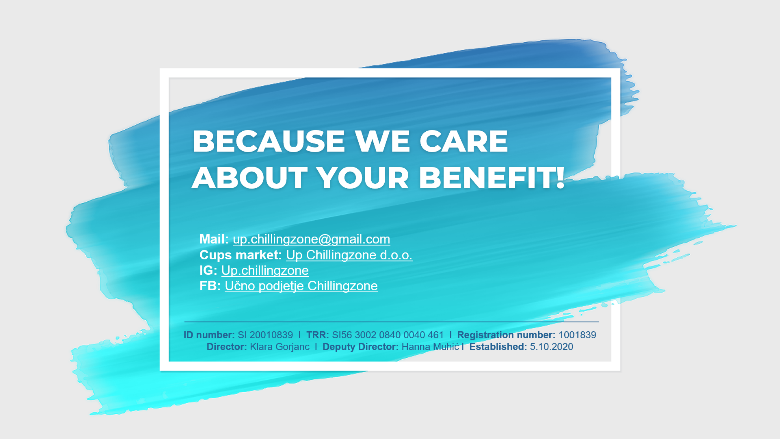 BECAUSE WE CARE
ABOUT YOUR BENEFIT!
Mail: up.chillingzone@gmail.com
Cups market: Up Chillingzone d.o.o.
IG: Up.chillingzone
FB: Učno podjetje Chillingzone
ID number: SI 20010839 I TRR: SI56 3002 0840 0040 461 I Registration number: 1001839
Director: Klara Gorjanc I Deputy Director: Hanna Muhic I Established: 5.10.2020